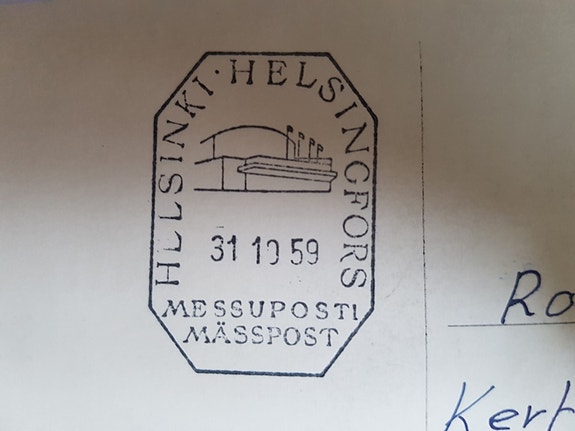 HELSINKI · HELSINGFORS
31 10 59
MESSUPOSTI
MÄSSPOST
Ro
Kert